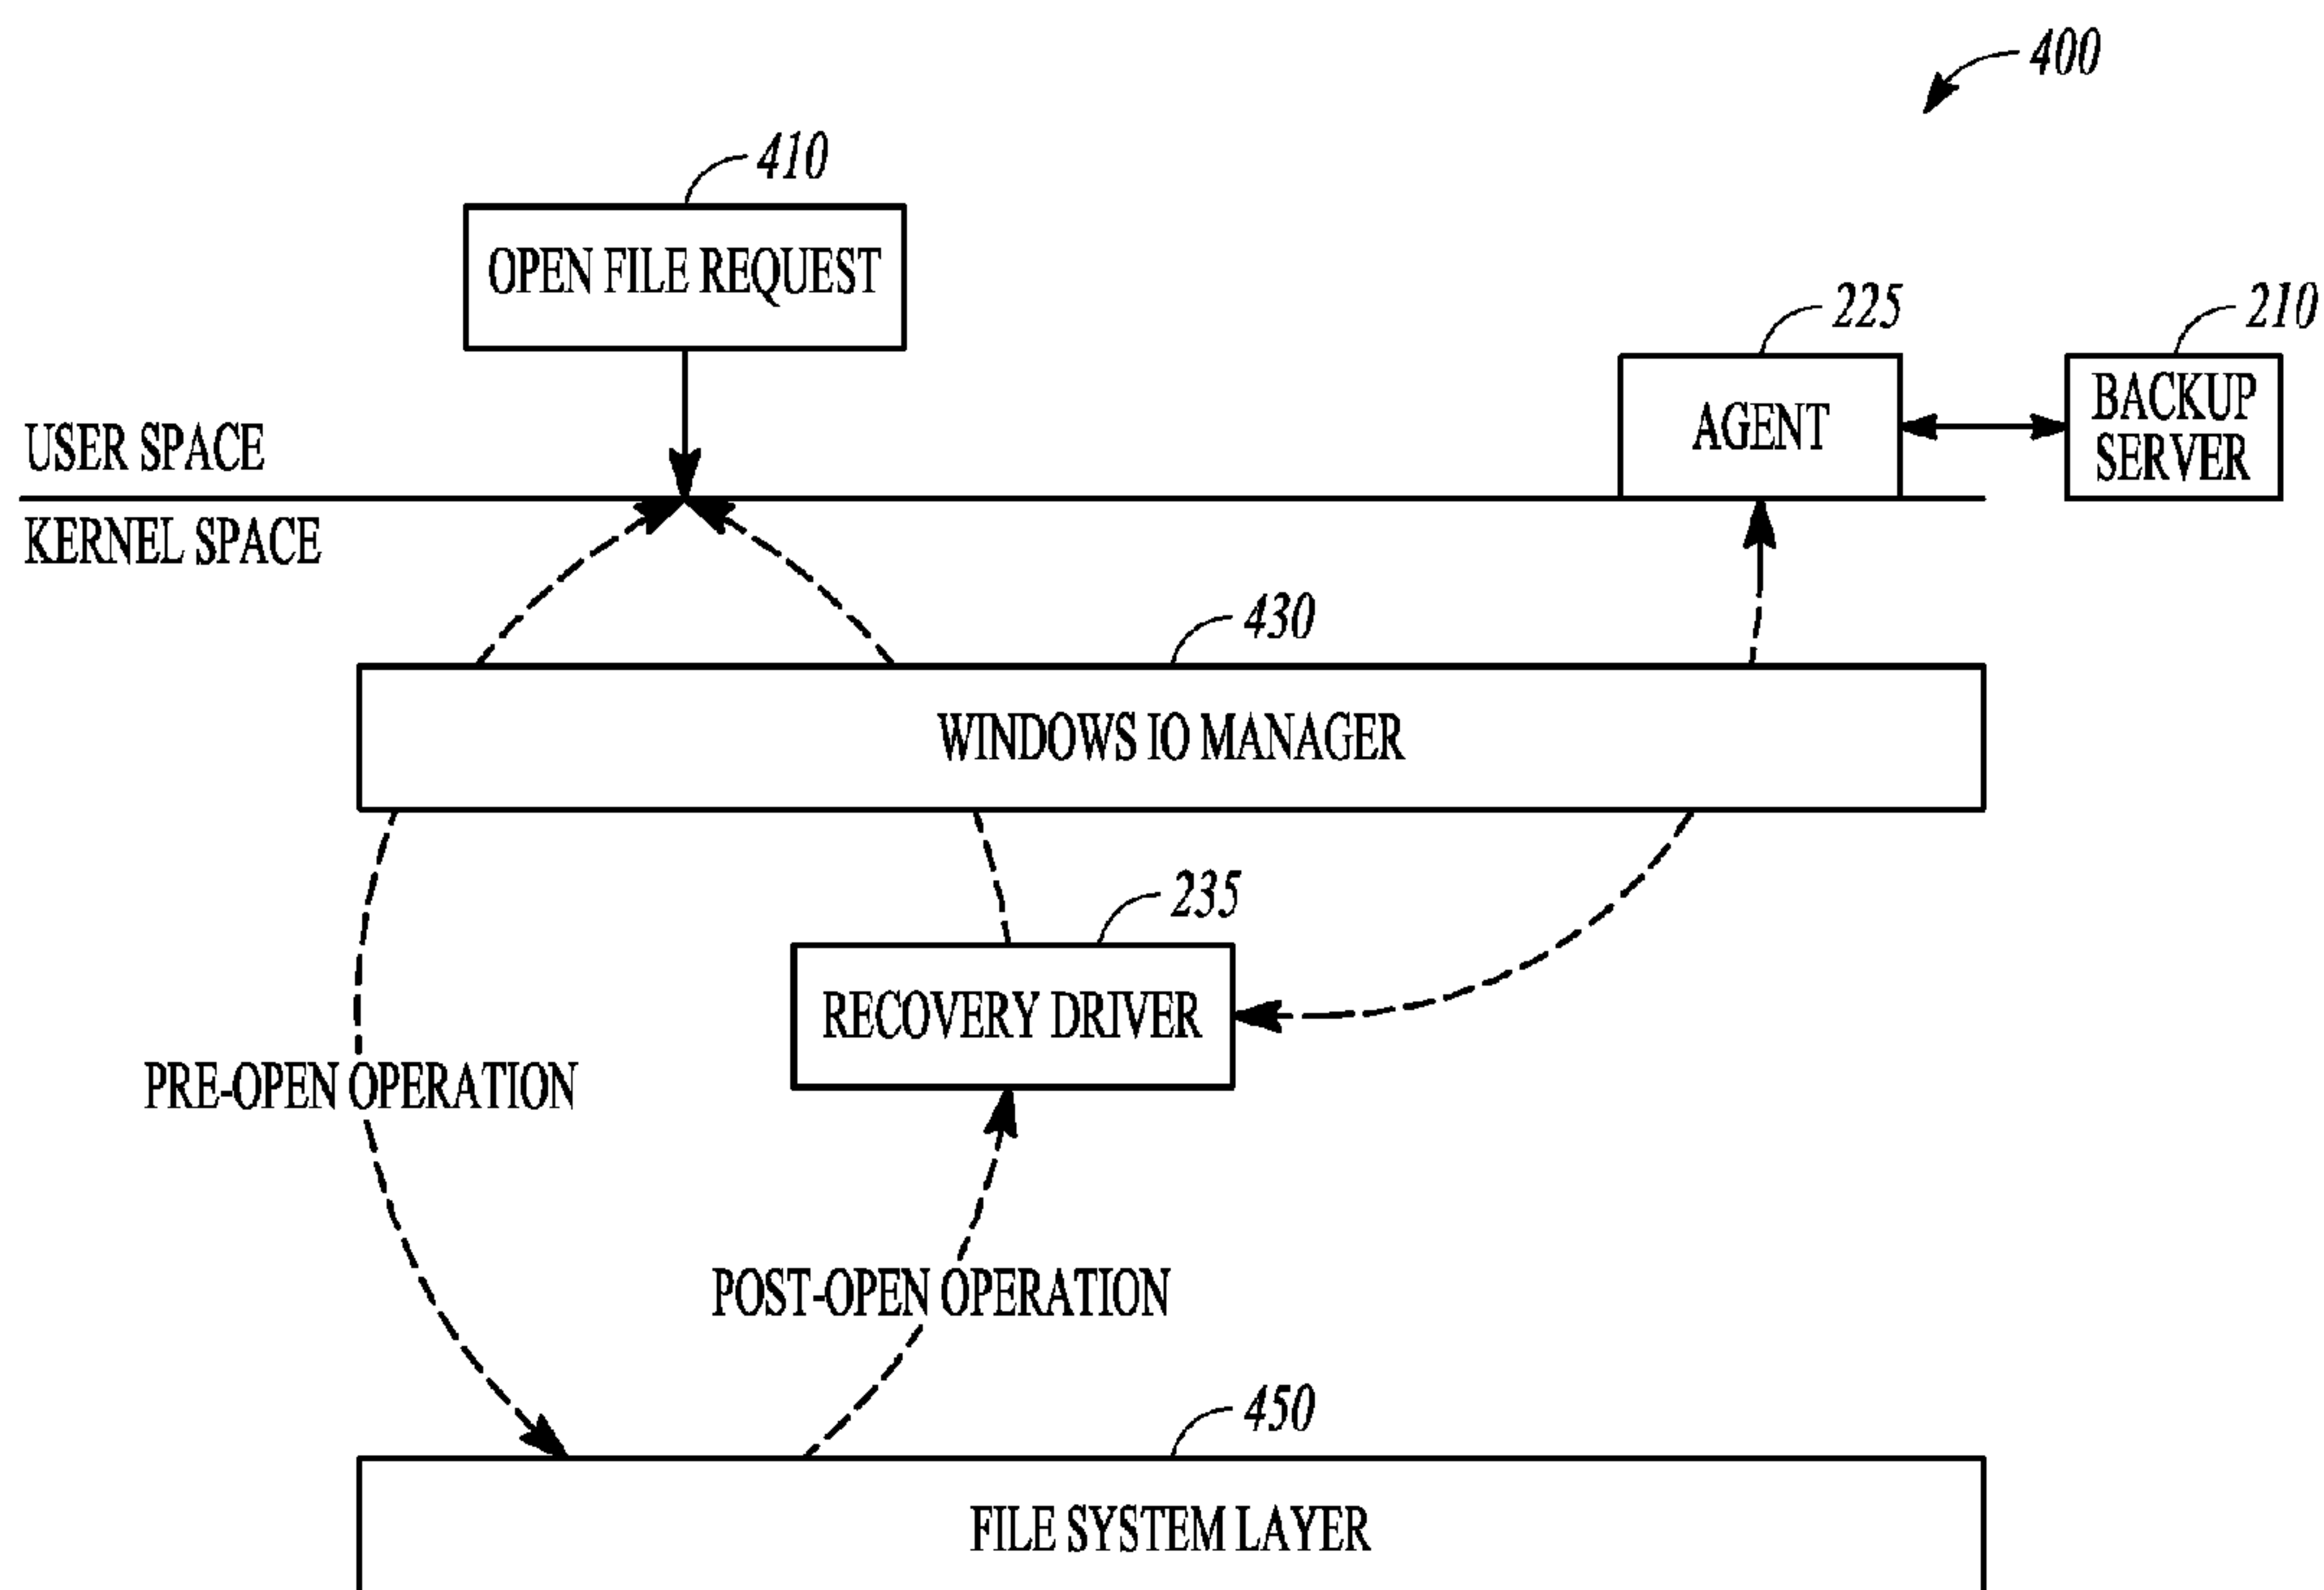 400
410
OPEN FILE REQUEST
225
210
AGENT
BACKUP
SERVER
USER SPACE
KERNEL SPACE
430
WINDOWS IO MANAGER
235
RECOVERY DRIVER
PRE-OPEN OPERATION
POST-OPEN OPERATION
450
FILE SYSTEM LAYER